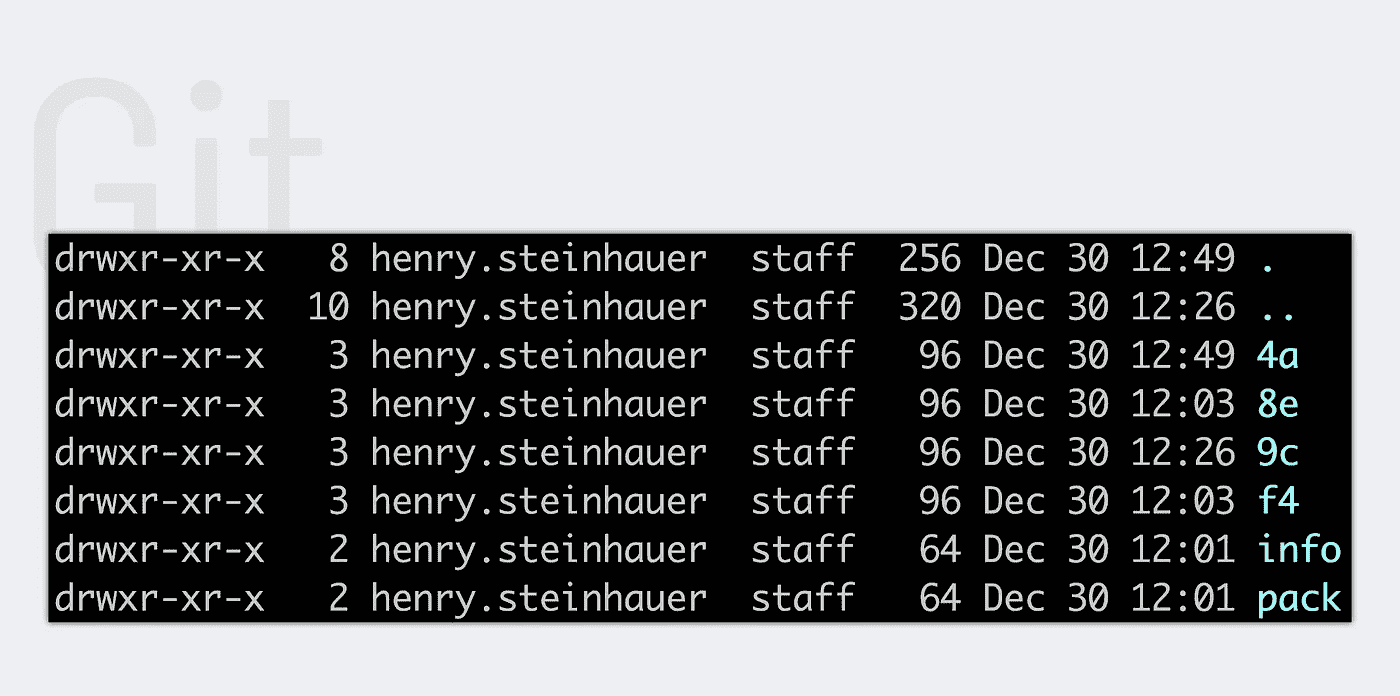 Git
drwxr-xr-x   8 henry.steinhauer  staff  256 Dec 30 12:49 .
drwxr-xr-x  10 henry.steinhauer  staff  320 Dec 30 12:26 ..
drwxr-xr-x   3 henry.steinhauer  staff   96 Dec 30 12:49 4a
drwxr-xr-x   3 henry.steinhauer  staff   96 Dec 30 12:03 8e
drwxr-xr-x   3 henry.steinhauer  staff   96 Dec 30 12:26 9c
drwxr-xr-x   3 henry.steinhauer  staff   96 Dec 30 12:03 f4
drwxr-xr-x   2 henry.steinhauer  staff   64 Dec 30 12:01 info
drwxr-xr-x   2 henry.steinhauer  staff   64 Dec 30 12:01 pack